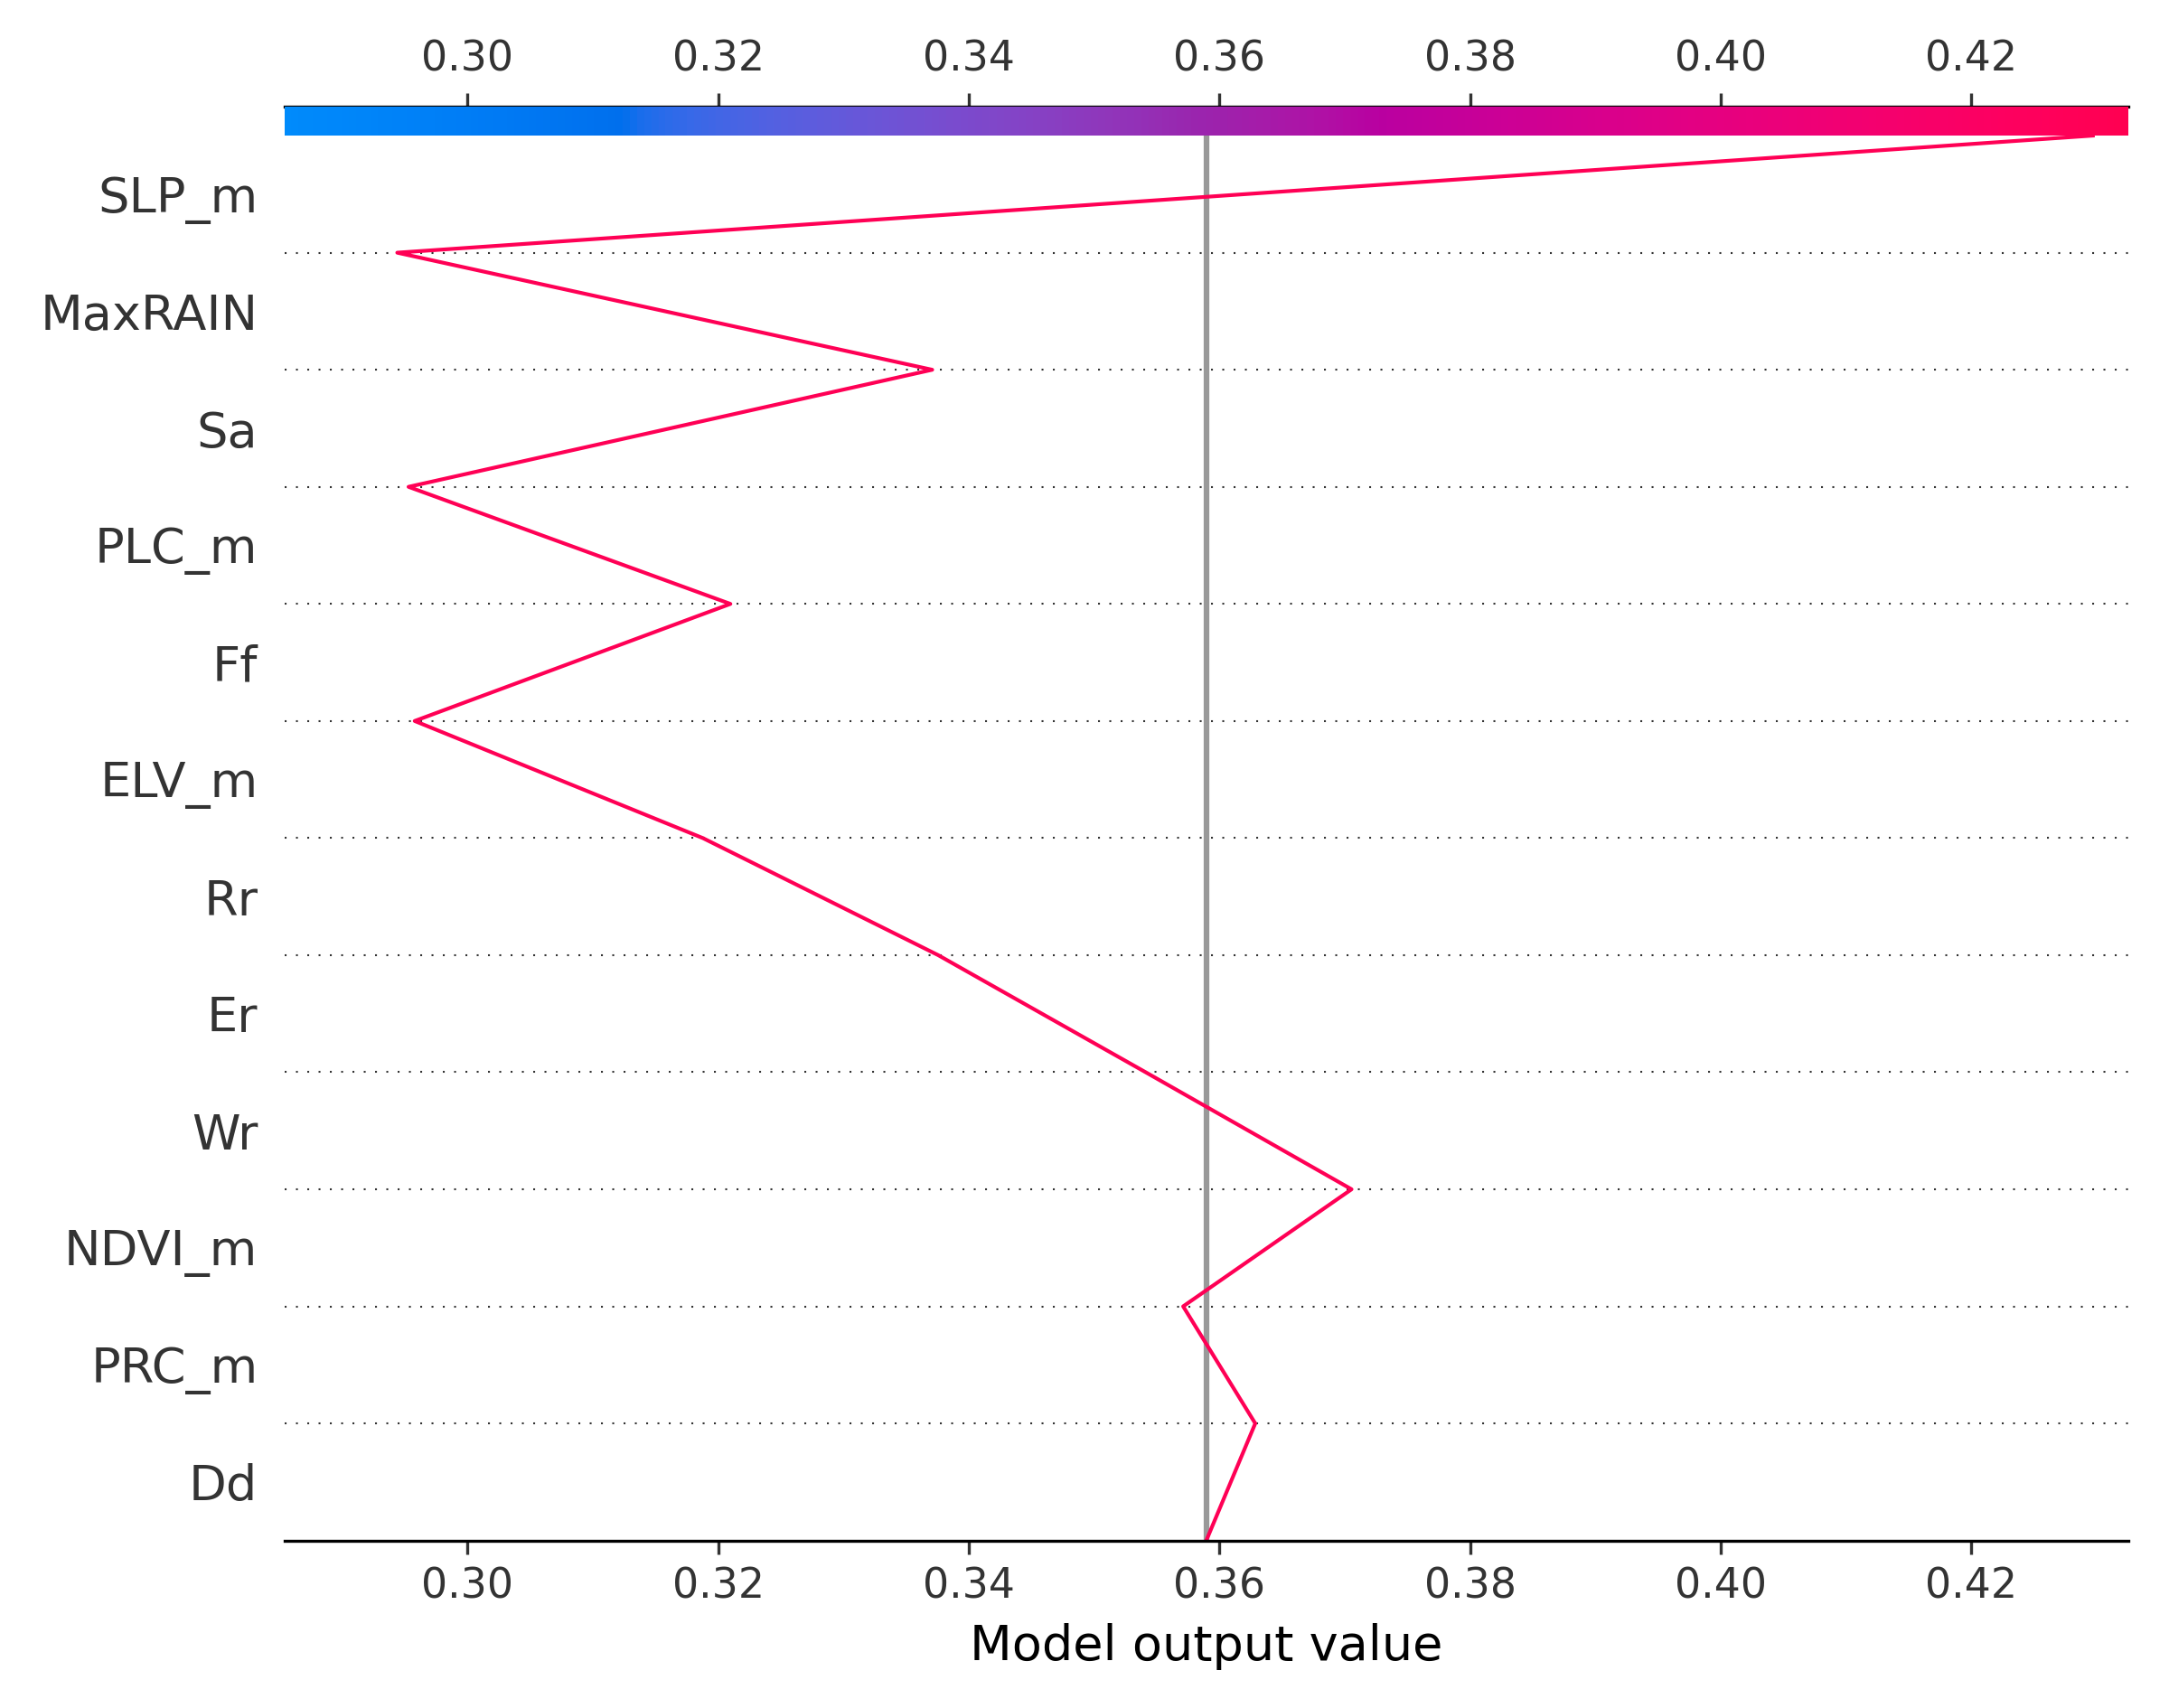 0.30 0.32 0.34 0.36 0.38 0.40 0.42
SLP_m
MaxRAIN
Sa
PLC_m
Ff
ELV_m
Rr
Er
Wr
NDVI_m
PRC_m
Dd
0.30 0.32 0.34 0.36 0.38 0.40 0.42
Model output value